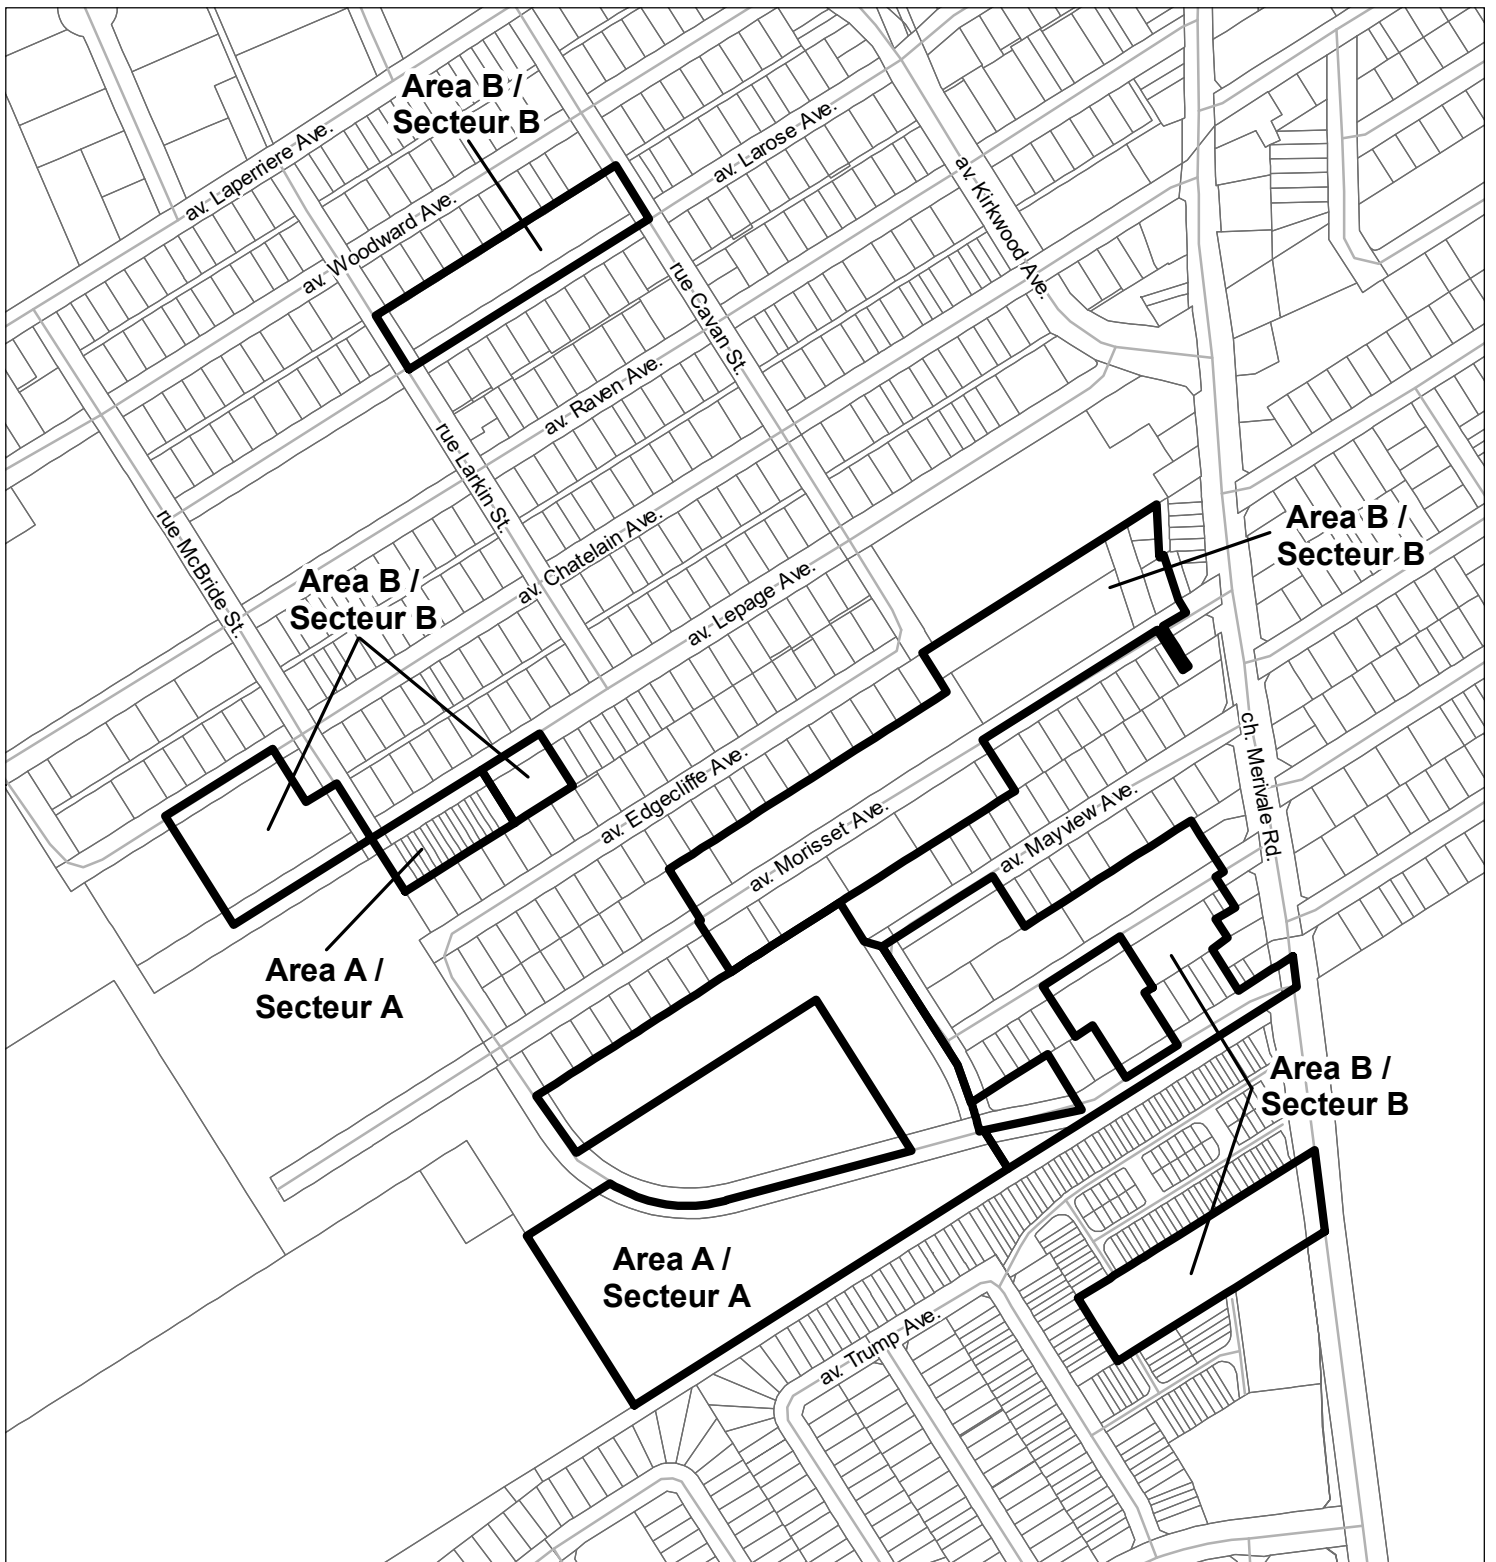 Area B /
Secteur B
av. Laperriere Ave.
av. Woodward Ave.
av. Larose Ave.
av. Kirkwood Ave.
rue Cavan St.
av. Raven Ave.
rue Larkin St.
rue McBride St.
av. Chatelain Ave.
Area B /
Secteur B
Area B /
Secteur B
av. Lepage Ave.
av. Edgecliffe Ave.
ch. Merivale Rd.
av. Morisset Ave.
av. Mayview Ave.
Area A /
Secteur A
Area B /
Secteur B
Area A /
Secteur A
av. Trump Ave.